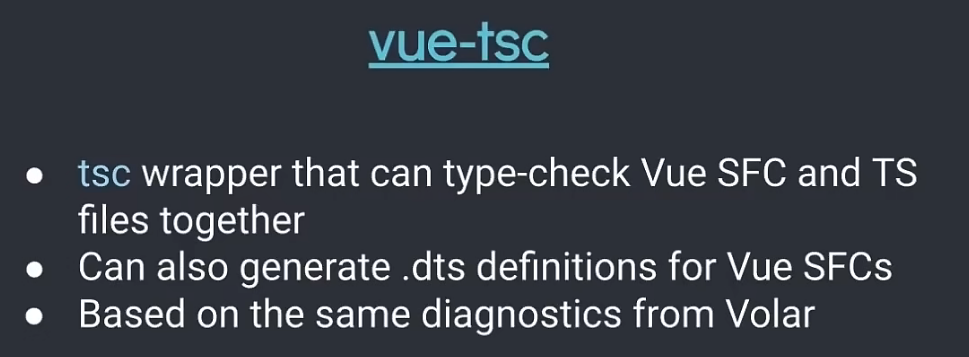 vue-tsc
● tsc wrapper that can type-check Vue SFC and TS
files together
● Can also generate .dts definitions for Vue SFCs
● Based on the same diagnostics from Volar